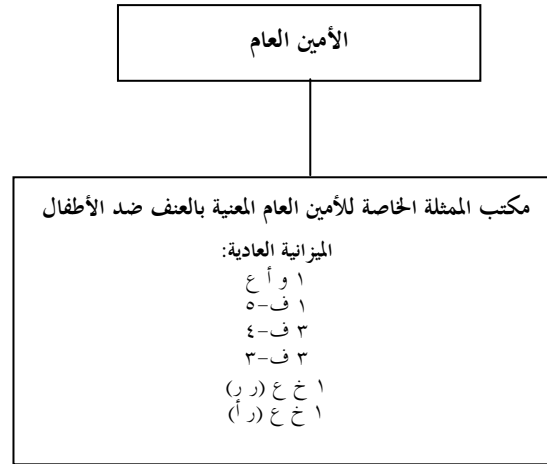 الأمين العام
مكتب الممثلة الخاصة للأمين العام المعنية بالعنف ضد الأطفال
الميزانية العادية:
١ و أ ع
١ ف-٥
٣ ف-٤
٣ ف-٣
١ خ ع (ر ر)
١ خ ع (ر أ)